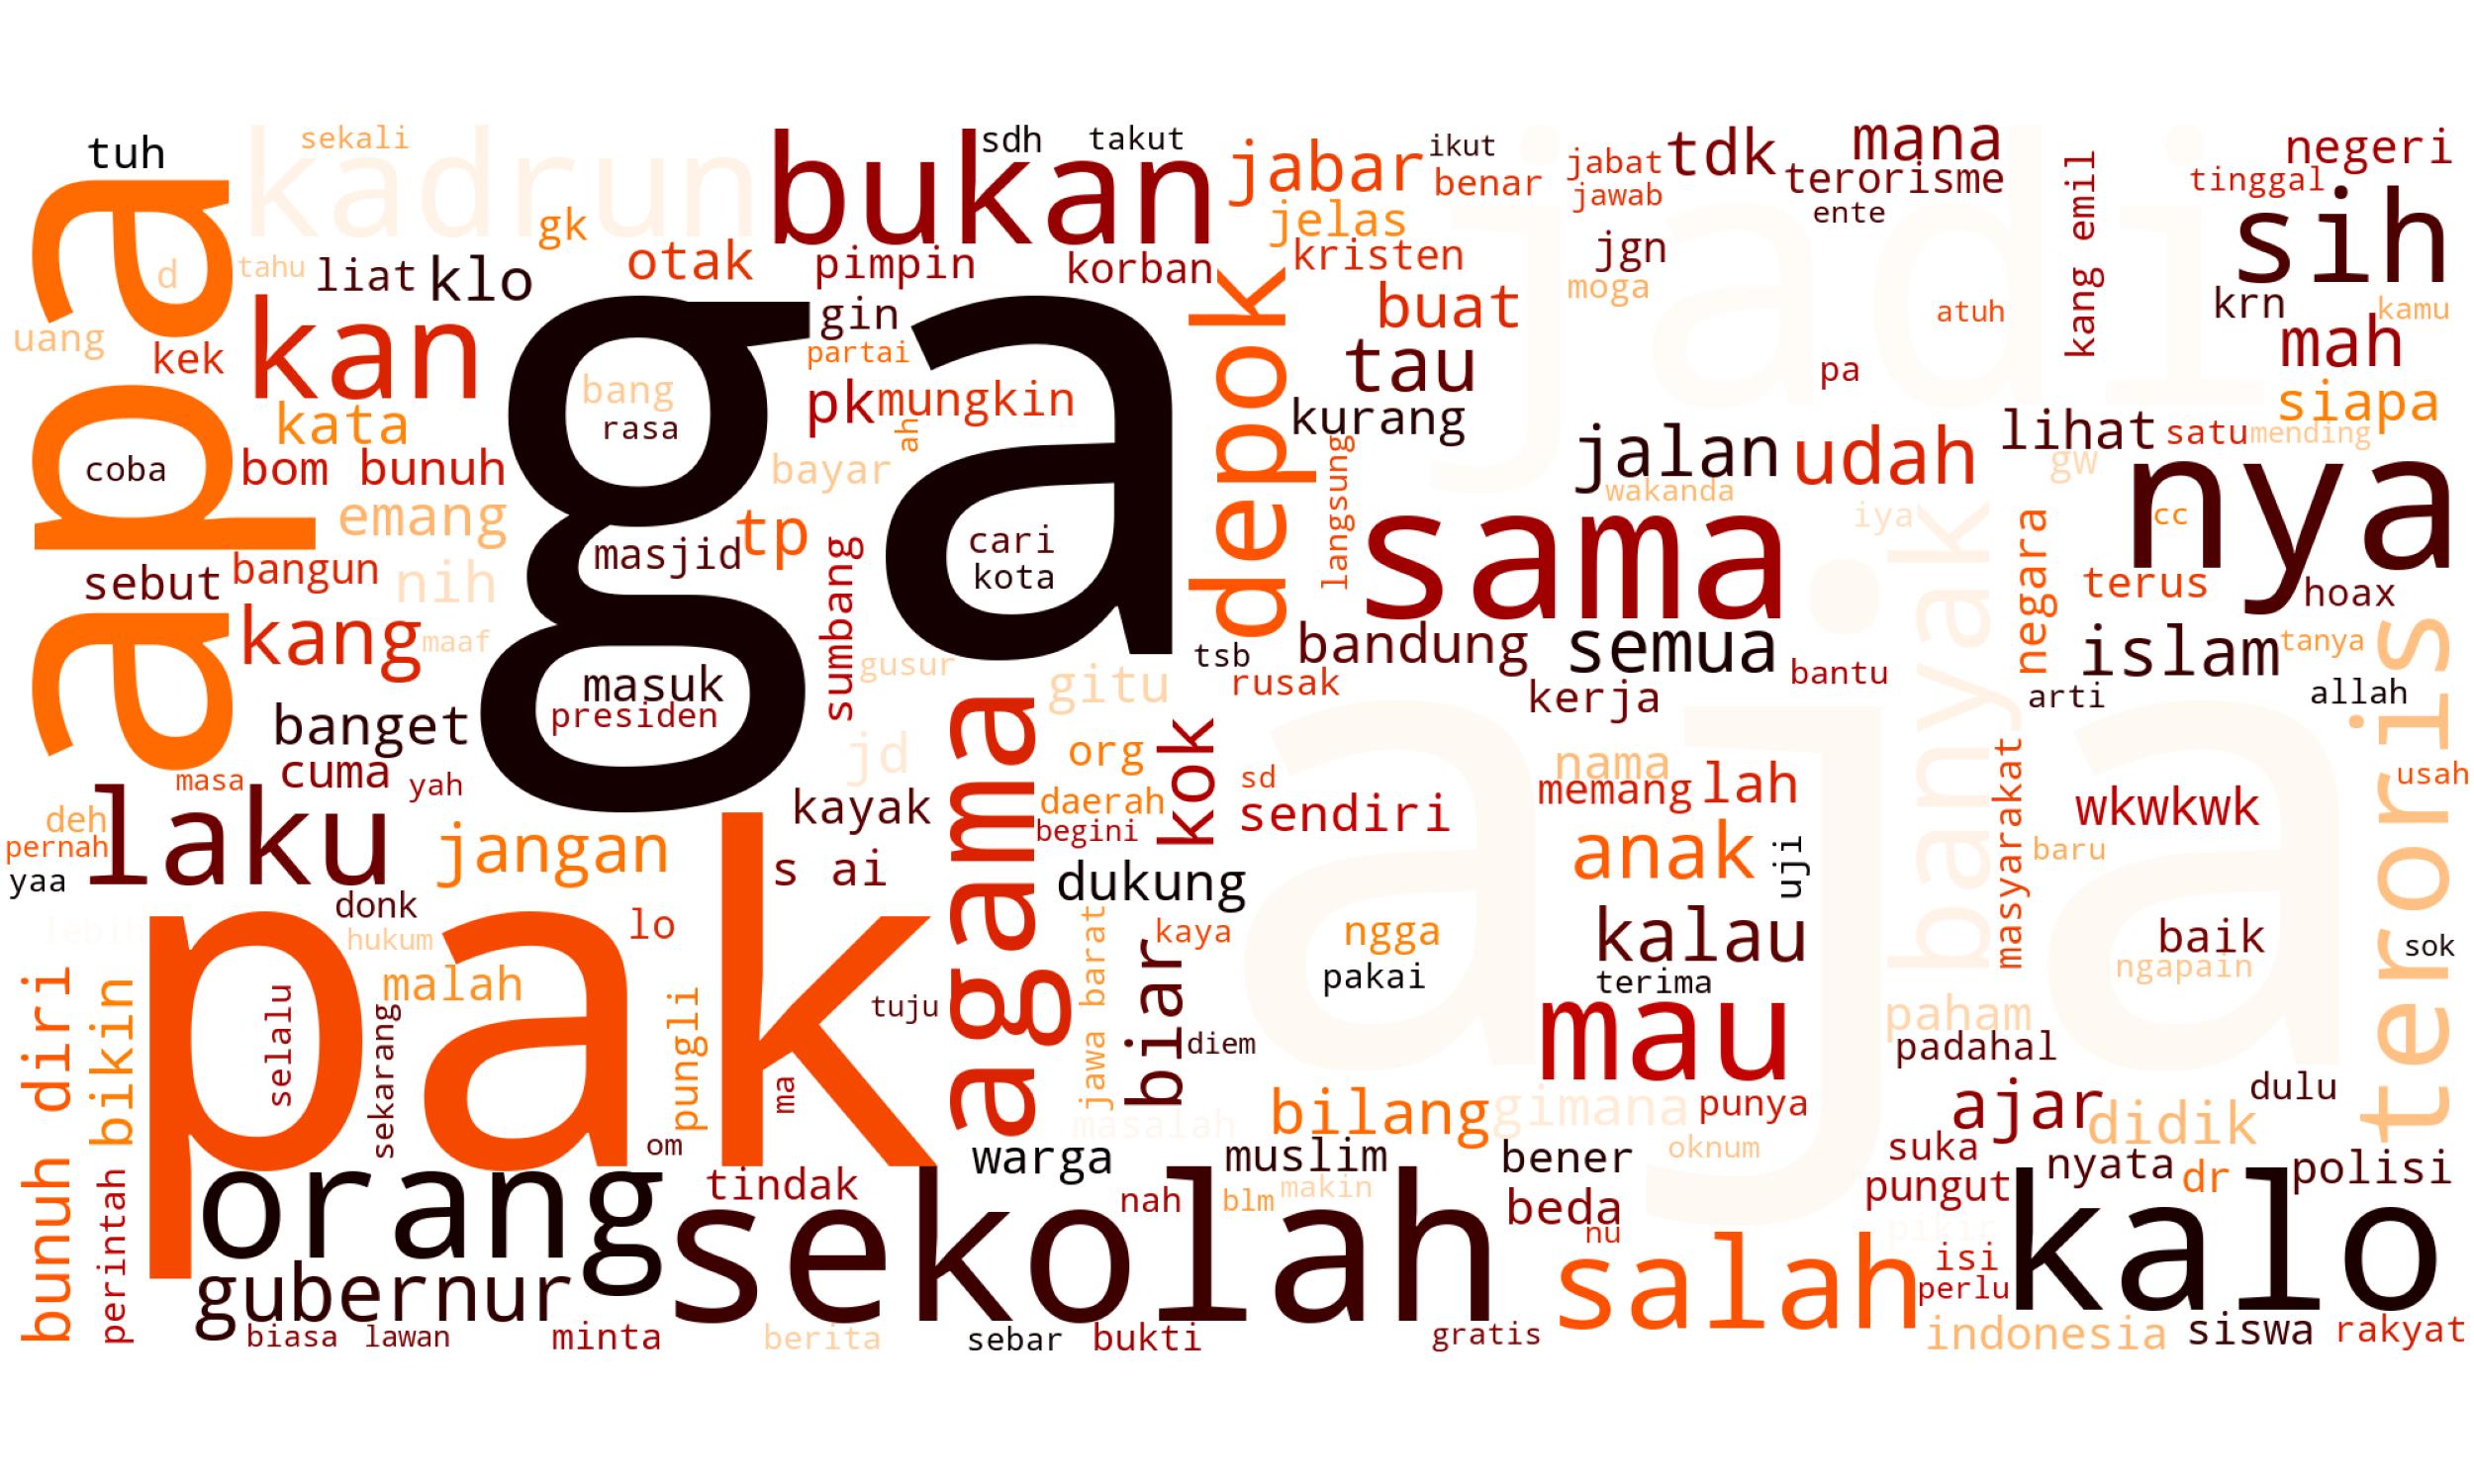 tuh
sekali
kadrun
bukan
sdh
takut
jabar
ikut
benar
jabat
jawab
tdk
mana
terorisme
ente
kang emil
negeri
tinggal
sih
apa
gk
otak
pimpin
korban
jelas
kristen
jgn
moga
jadi
d
tahu
liat
klo
uang
kek
kan
ga
gin
partai
depok
buat
tau
atuh
pa
krn
kamu
mah
siapa
kata
bang
rasa
pk
mungkin
ah
kurang
langsung
jalan
udah
lihat
satu
mending
gw
coba
bom bunuh
bayar
wakanda
nya
cc
emang
masjid
tp
cari
kota
sama
iya
banyak
negara
terus
hoax
sebut
bangun
nih
sumbang
kang
maaf
gusur
tsb
bandung
semua
islam
tanya
teroris
masuk
presiden
agama
gitu
rusak
kerja
bantu
arti
allah
banget
jd
org
kok
aja
nama
masa
cuma
yah
sd
memang
lah
masyarakat
usah
deh
laku
kayak
daerah
begini
sendiri
wkwkwk
pernah
jangan
anak
uji
baru
yaa
s ai
dukung
lebih
donk
hukum
lo
pak
jawa barat
biar
kaya
ngga
kalau
baik
sok
bunuh diri
bikin
selalu
sekarang
malah
pungli
ma
tuju
diem
pakai
terima
ngapain
mau
paham
padahal
masalah
bilang
gimana
punya
ajar
didik
dulu
perintah
orang
om
tindak
warga
muslim
bener
oknum
suka
nyata
dr
polisi
sekolah
nah
blm
makin
beda
nu
pungut
pikir
kalo
gubernur
salah
isi
perlu
biasa
lawan
minta
berita
sebar
bukti
gratis
indonesia
siswa
rakyat